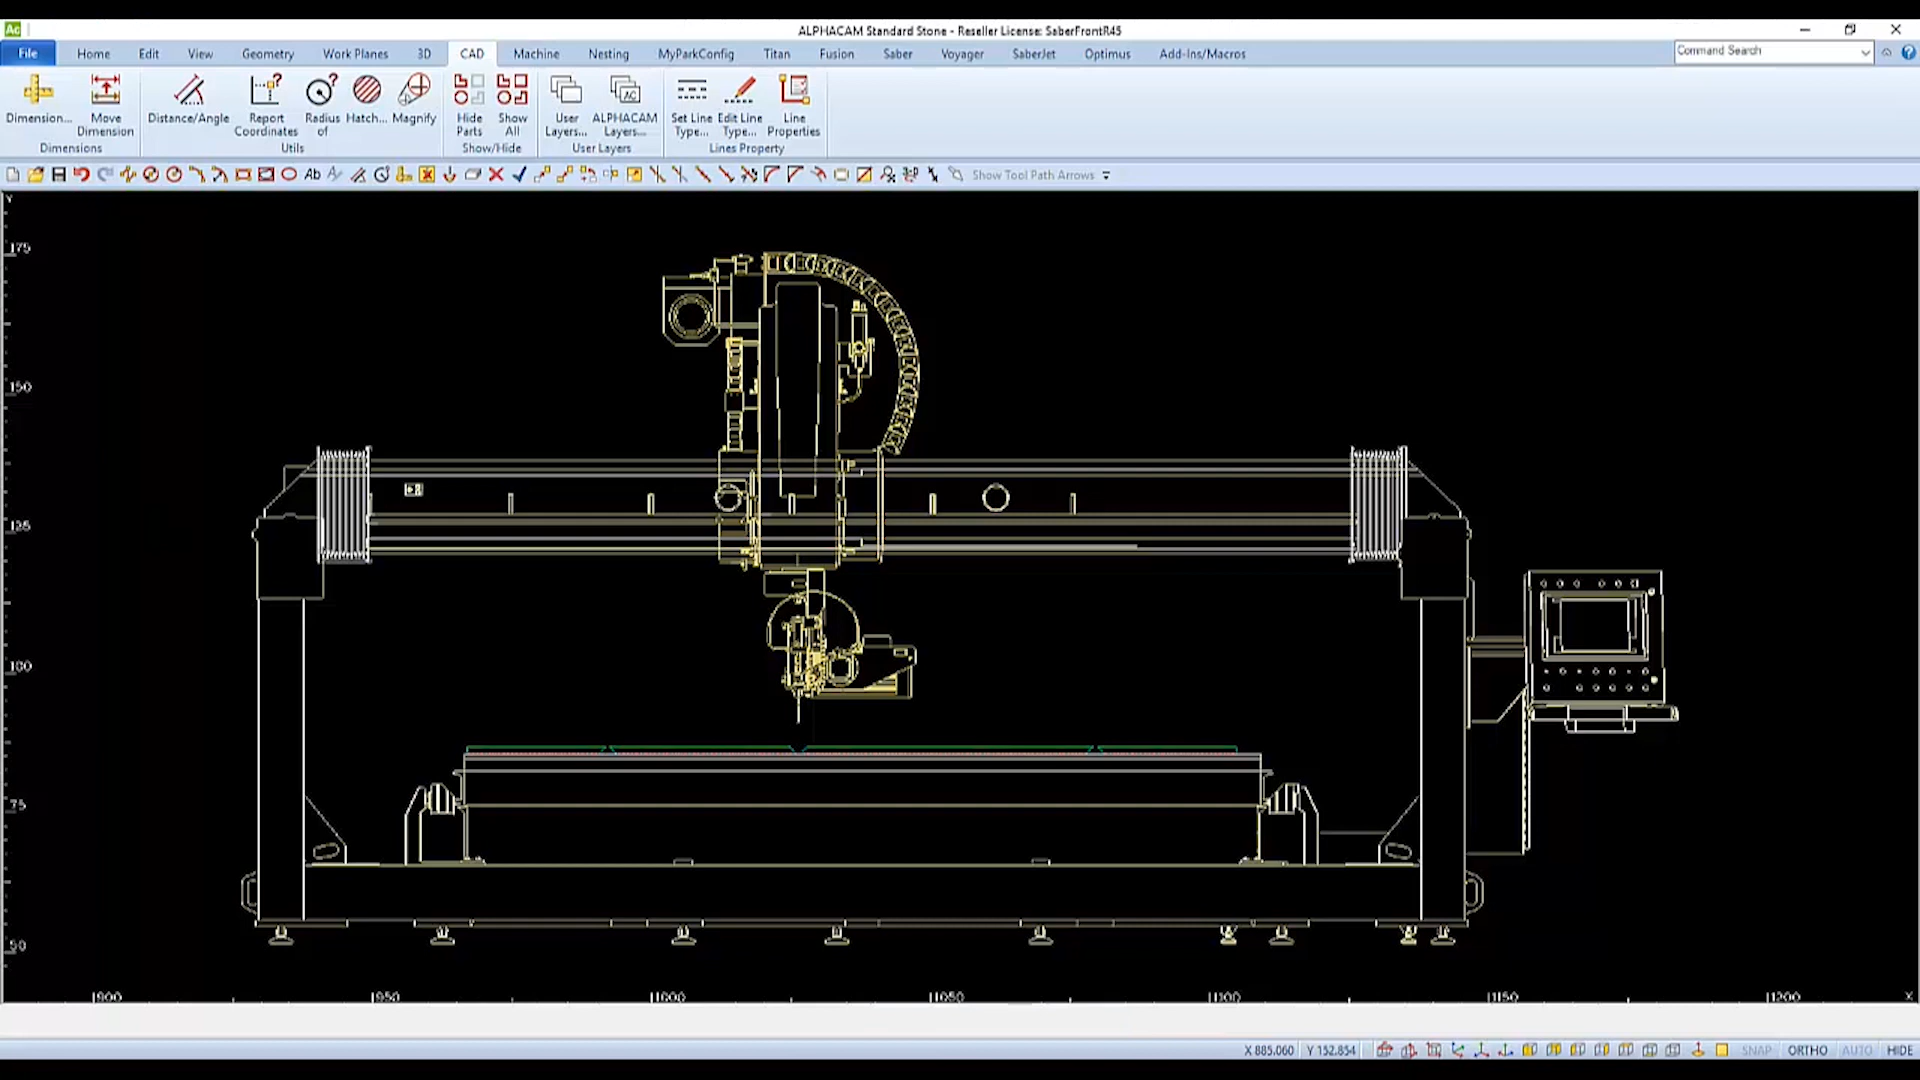 Ac
ALPHACAM Standard Stone - Reseller License: SaberFrontR45
File Home Edit View Geometry Work Planes 3D CAD Machine Nesting MyParkConfig Titan Fusion Saber Voyager SaberJet Optimus Add-Ins/Macros
Command Search
Dimension... Move Dimension
Dimensions
Distance/Angle Report Coordinates Radius of Hatch... Magnify
Utils
Hide Parts Show All
Show/Hide
User Layers... ALPHACAM Layers...
User Layers
Set Line Type... Edit Line Type... Line Properties
Lines Property
Ab
Show Tool Path Arrows
Y
175
150
125
100
75
50
900 950 1000 1050 1100 1150 1200 X
X 885.060 Y 152.854 SNAP ORTHO AUTO HIDE